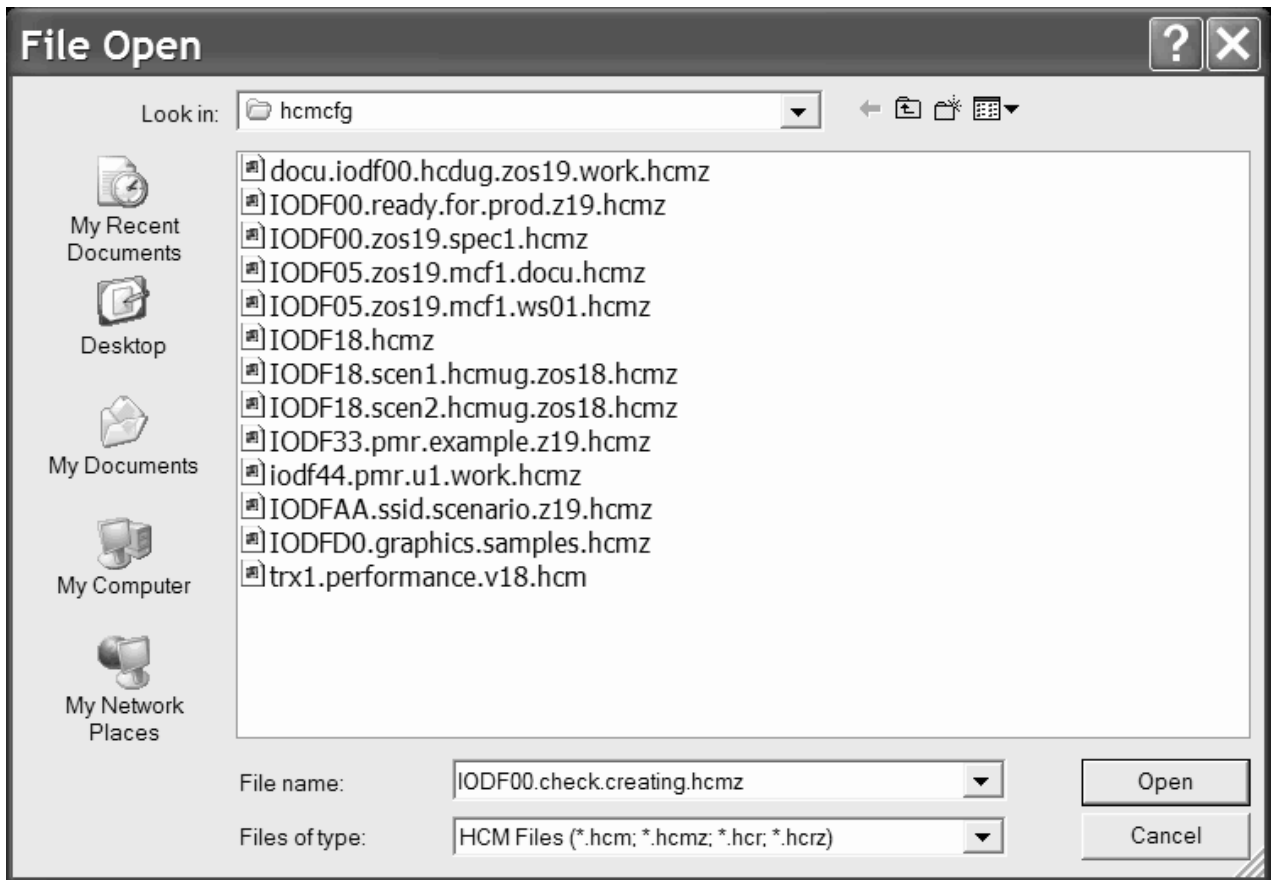 File Open
Look in:
hcmcfg
My Recent
Documents
Desktop
My Documents
My Computer
My Network
Places
docu.iodf00.hcdug.zos19.work.hcmz
IODF00.ready.for.prod.z19.hcmz
IODF00.zos19.spec1.hcmz
IODF05.zos19.mcf1.docu.hcmz
IODF05.zos19.mcf1.ws01.hcmz
IODF18.hcmz
IODF18.scen1.hcmug.zos18.hcmz
IODF18.scen2.hcmug.zos18.hcmz
IODF33.pmr.example.z19.hcmz
iodf44.pmr.u1.work.hcmz
IODFAA.ssid.scenario.z19.hcmz
IODFD0.graphics.samples.hcmz
trx1.performance.v18.hcm
File name:
IODF00.check.creating.hcmz
Open
Files of type:
HCM Files (*.hcm; *.hcmz; *.hcr; *.hcrz)
Cancel